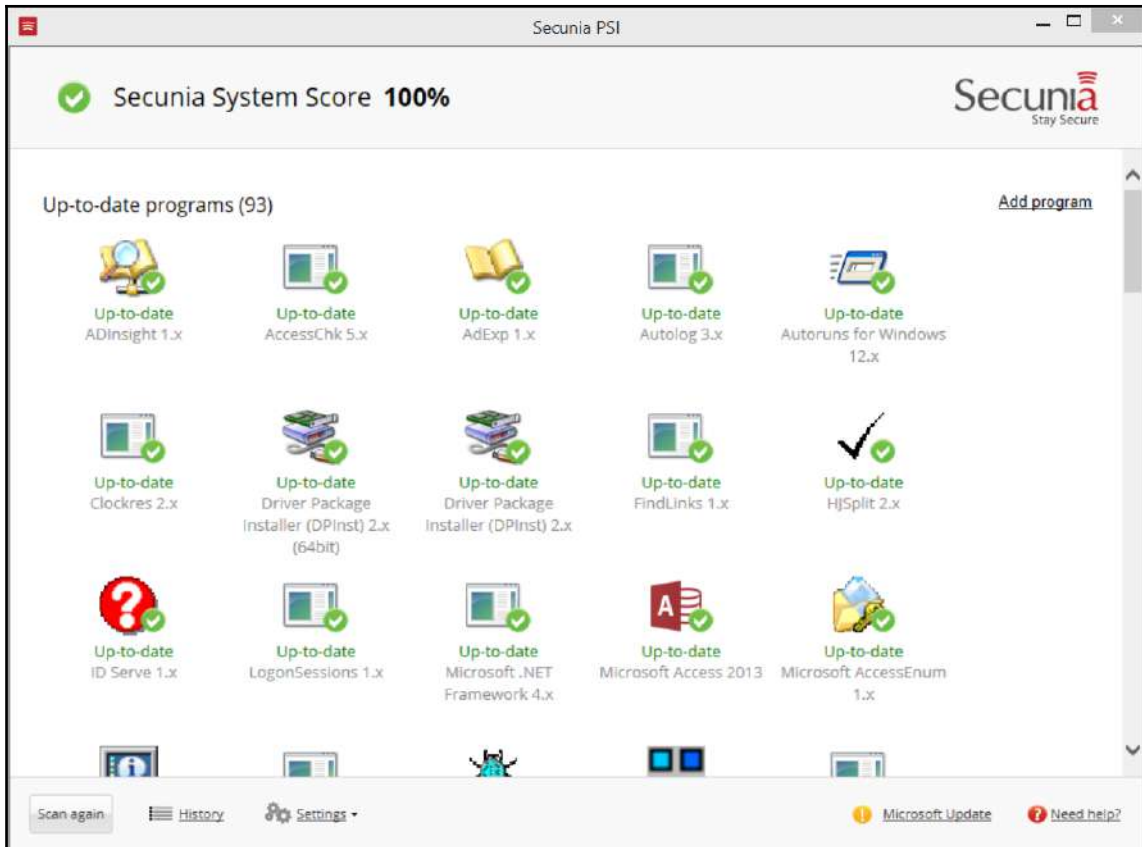 Secunia PSI
Secunia System Score 100%
Secunia
Stay Secure
Up-to-date programs (93)
Add program
Up-to-date Up-to-date Up-to-date Up-to-date Up-to-date
ADInsight 1.x AccessChk 5.x AdExp 1.x Autolog 3.x Autoruns for Windows
12.x
Up-to-date Up-to-date Up-to-date Up-to-date Up-to-date
Clockres 2.x Driver Package Driver Package FindLinks 1.x HJSplit 2.x
Installer (DPInst) 2.x Installer (DPInst) 2.x
(64bit)
Up-to-date Up-to-date Up-to-date Up-to-date Up-to-date
ID Serve 1.x LogonSessions 1.x Microsoft .NET Microsoft Access 2013 Microsoft AccessEnum
Framework 4.x 1.x
Scan again History Settings Microsoft Update Need help?